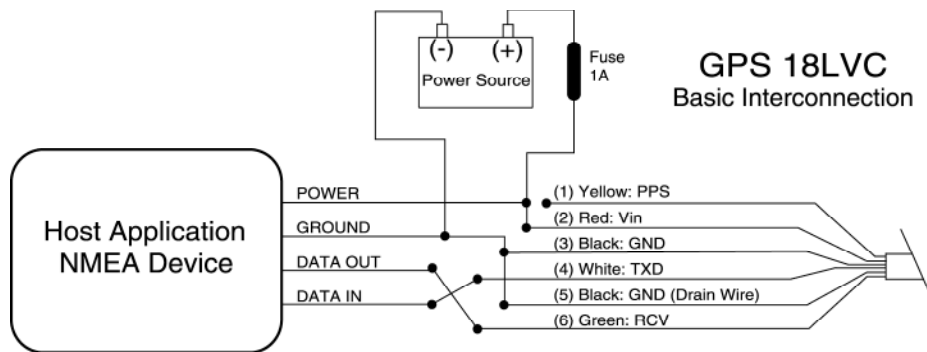 (-) (+)
Power Source
Fuse
1A
GPS 18LVC
Basic Interconnection
Host Application
NMEA Device
POWER
GROUND
DATA OUT
DATA IN
(1) Yellow: PPS
(2) Red: Vin
(3) Black: GND
(4) White: TXD
(5) Black: GND (Drain Wire)
(6) Green: RCV